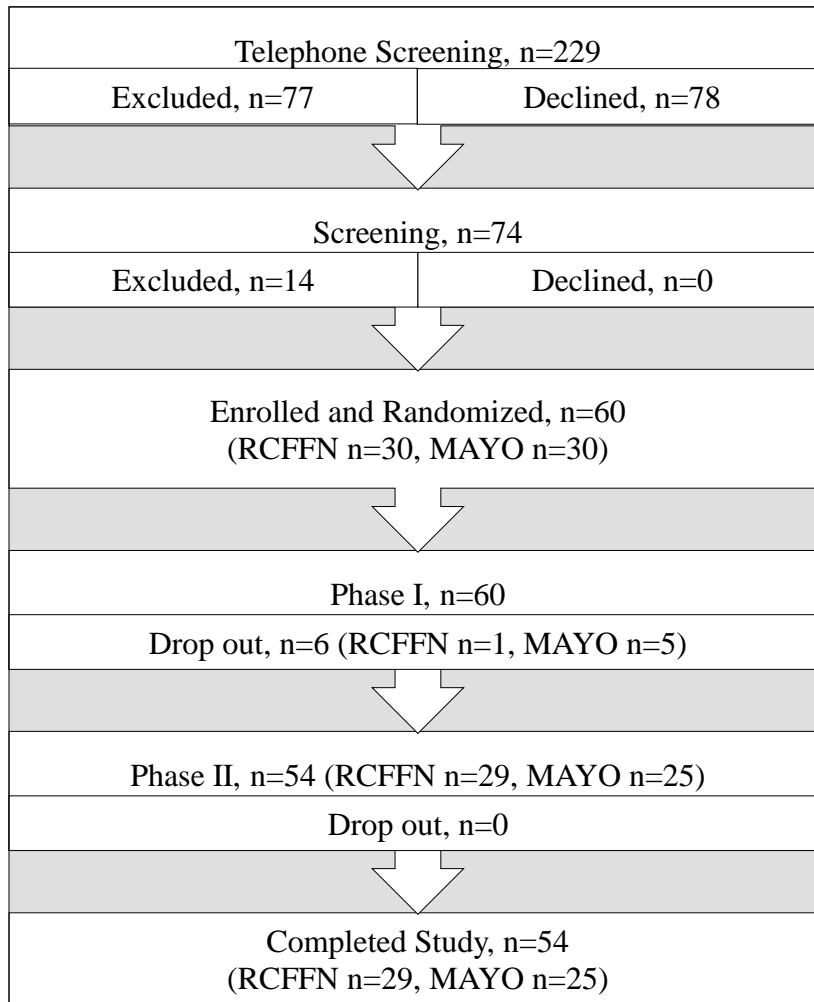 Telephone Screening, n=229
Excluded, n=77
Declined, n=78
Screening, n=74
Excluded, n=14
Declined, n=0
Enrolled and Randomized, n=60
(RCFFN n=30, MAYO n=30)
Phase I, n=60
Drop out, n=6 (RCFFN n=1, MAYO n=5)
Phase II, n=54 (RCFFN n=29, MAYO n=25)
Drop out, n=0
Completed Study, n=54
(RCFFN n=29, MAYO n=25)